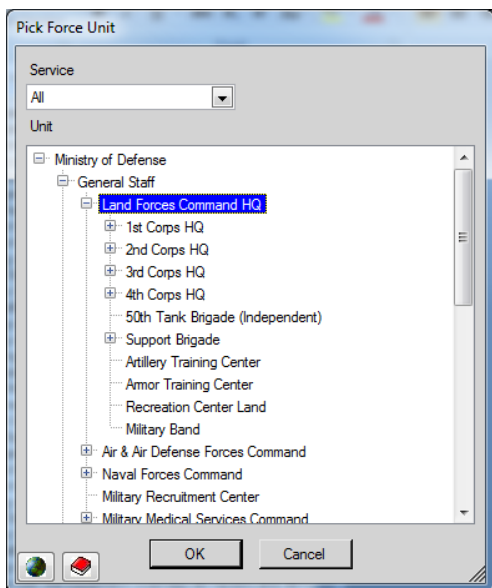 Pick Force Unit
Service
All
Unit
Ministry of Defense
General Staff
Land Forces Command HQ
1st Corps HQ
2nd Corps HQ
3rd Corps HQ
4th Corps HQ
50th Tank Brigade (Independent)
Support Brigade
Artillery Training Center
Armor Training Center
Recreation Center Land
Military Band
Air & Air Defense Forces Command
Naval Forces Command
Military Recruitment Center
Military Medical Services Command
OK Cancel